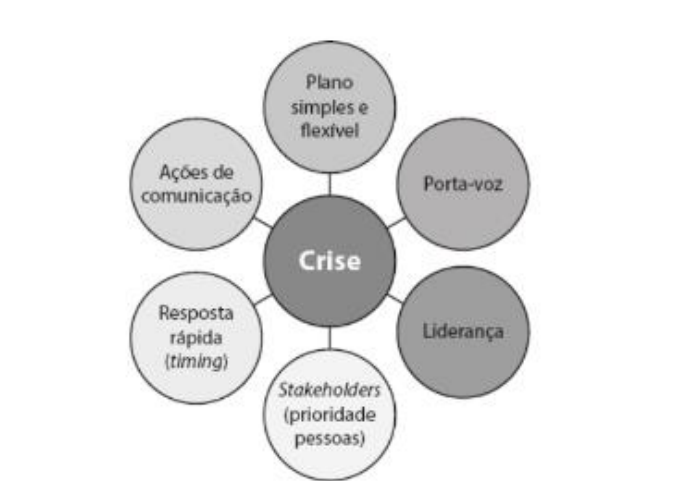 Plano
simples e
flexível
Porta-voz
Liderança
Stakeholders
(prioridade
pessoas)
Resposta
rápida
(timing)
Ações de
comunicação
Crise